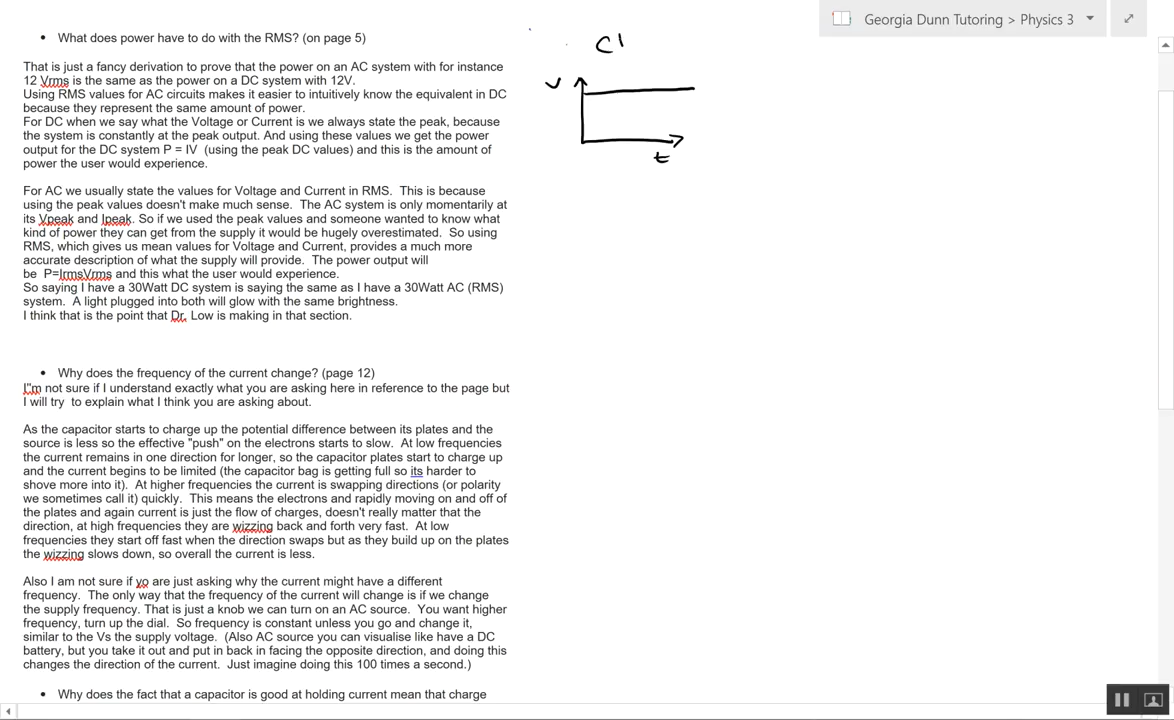 Georgia Dunn Tutoring > Physics 3
• What does power have to do with the RMS? (on page 5)
That is just a fancy derivation to prove that the power on an AC system with for instance
12 Vrms is the same as the power on a DC system with 12V.
Using RMS values for AC circuits makes it easier to intuitively know the equivalent in DC
because they represent the same amount of power.
For DC when we say what the Voltage or Current is we always state the peak, because
the system is constantly at the peak output. And using these values we get the power
output for the DC system P = IV (using the peak DC values) and this is the amount of
power the user would experience.
For AC we usually state the values for Voltage and Current in RMS. This is because
using the peak values doesn't make much sense. The AC system is only momentarily at
its Vpeak and Ipeak. So if we used the peak values and someone wanted to know what
kind of power they can get from the supply it would be hugely overestimated. So using
RMS, which gives us mean values for Voltage and Current, provides a much more
accurate description of what the supply will provide. The power output will
be P=IrmsVrms and this what the user would experience.
So saying I have a 30Watt DC system is saying the same as I have a 30Watt AC (RMS)
system. A light plugged into both will glow with the same brightness.
I think that is the point that Dr. Low is making in that section.
• Why does the frequency of the current change? (page 12)
I"m not sure if I understand exactly what you are asking here in reference to the page but
I will try to explain what I think you are asking about.
As the capacitor starts to charge up the potential difference between its plates and the
source is less so the effective "push" on the electrons starts to slow. At low frequencies
the current remains in one direction for longer, so the capacitor plates start to charge up
and the current begins to be limited (the capacitor bag is getting full so its harder to
shove more into it). At higher frequencies the current is swapping directions (or polarity
we sometimes call it) quickly. This means the electrons and rapidly moving on and off of
the plates and again current is just the flow of charges, doesn't really matter that the
direction, at high frequencies they are wizzing back and forth very fast. At low
frequencies they start off fast when the direction swaps but as they build up on the plates
the wizzing slows down, so overall the current is less.
Also I am not sure if yo are just asking why the current might have a different
frequency. The only way that the frequency of the current will change is if we change
the supply frequency. That is just a knob we can turn on an AC source. You want higher
frequency, turn up the dial. So frequency is constant unless you go and change it,
similar to the Vs the supply voltage. (Also AC source you can visualise like have a DC
battery, but you take it out and put in back in facing the opposite direction, and doing this
changes the direction of the current. Just imagine doing this 100 times a second.)
• Why does the fact that a capacitor is good at holding current mean that charge
V
t